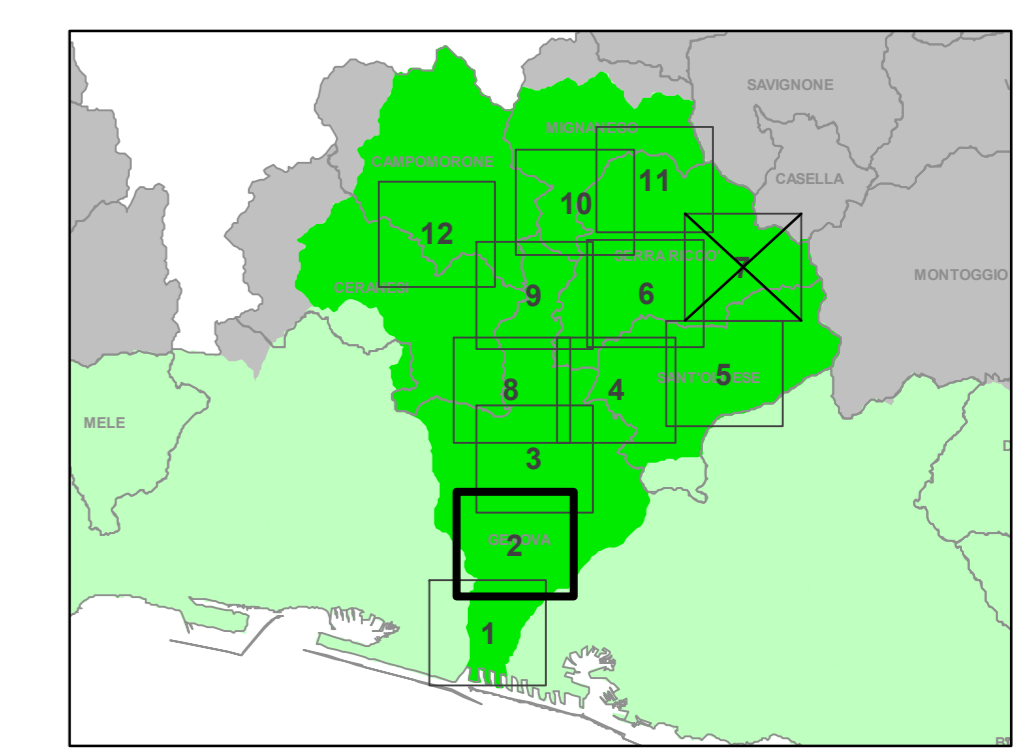 SAVIGNONE
MIGNANEGO
CAMPOMORONE
CASELLA
11
10
12
SERRA RICCO'
7
MONTOGGIO
CERANESI
9
6
8
4
SANT'OLCESE
5
MELE
3
GENOVA
2
1